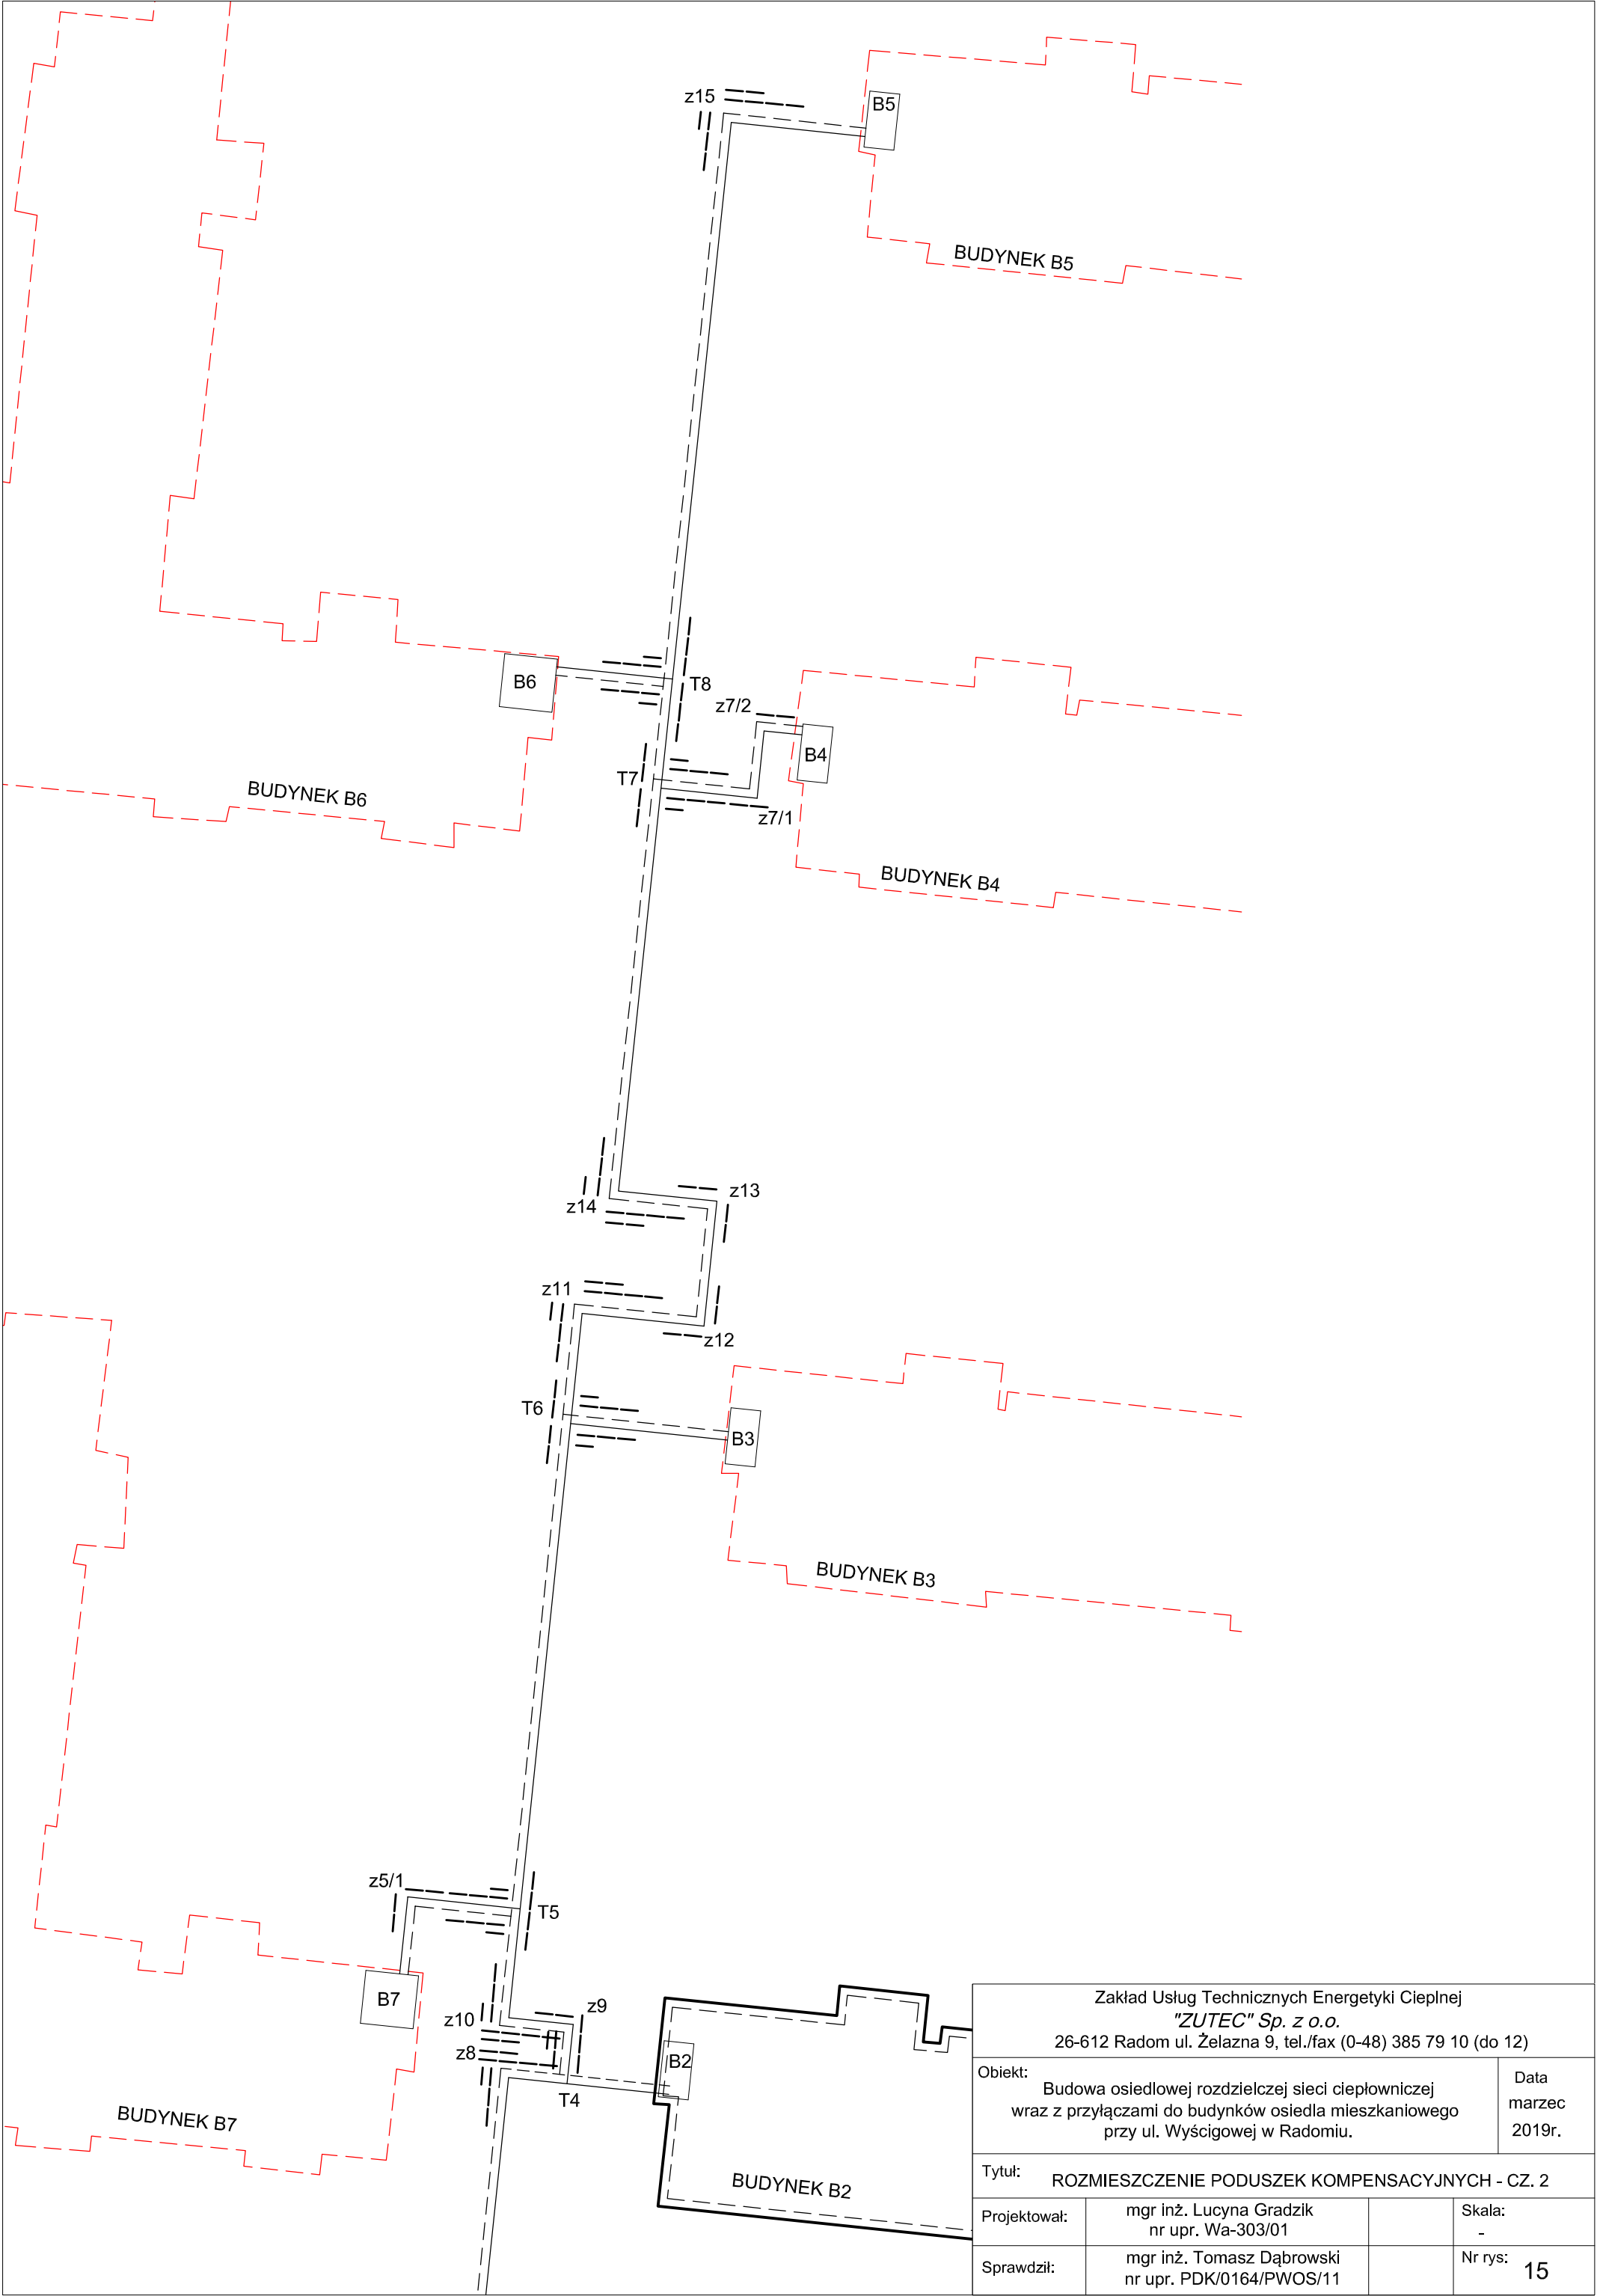 z15
B5
BUDYNEK B5
B6
T8
z7/2
B4
T7
z7/1
BUDYNEK B6
BUDYNEK B4
z13
z14
z11
z12
T6
B3
BUDYNEK B3
z5/1
T5
B7
z9
z10
z8
B2
T4
BUDYNEK B7
BUDYNEK B2
Zakład Usług Technicznych Energetyki Cieplnej
"ZUTEC" Sp. z o.o.
26-612 Radom ul. Żelazna 9, tel./fax (0-48) 385 79 10 (do 12)
Obiekt:
Budowa osiedlowej rozdzielczej sieci ciepłowniczej
wraz z przyłączami do budynków osiedla mieszkaniowego
przy ul. Wyścigowej w Radomiu.
Data
marzec
2019r.
Tytuł:
ROZMIESZCZENIE PODUSZEK KOMPENSACYJNYCH - CZ. 2
Projektował:
mgr inż. Lucyna Gradzik
nr upr. Wa-303/01
Skala:
-
Sprawdził:
mgr inż. Tomasz Dąbrowski
nr upr. PDK/0164/PWOS/11
Nr rys: 15